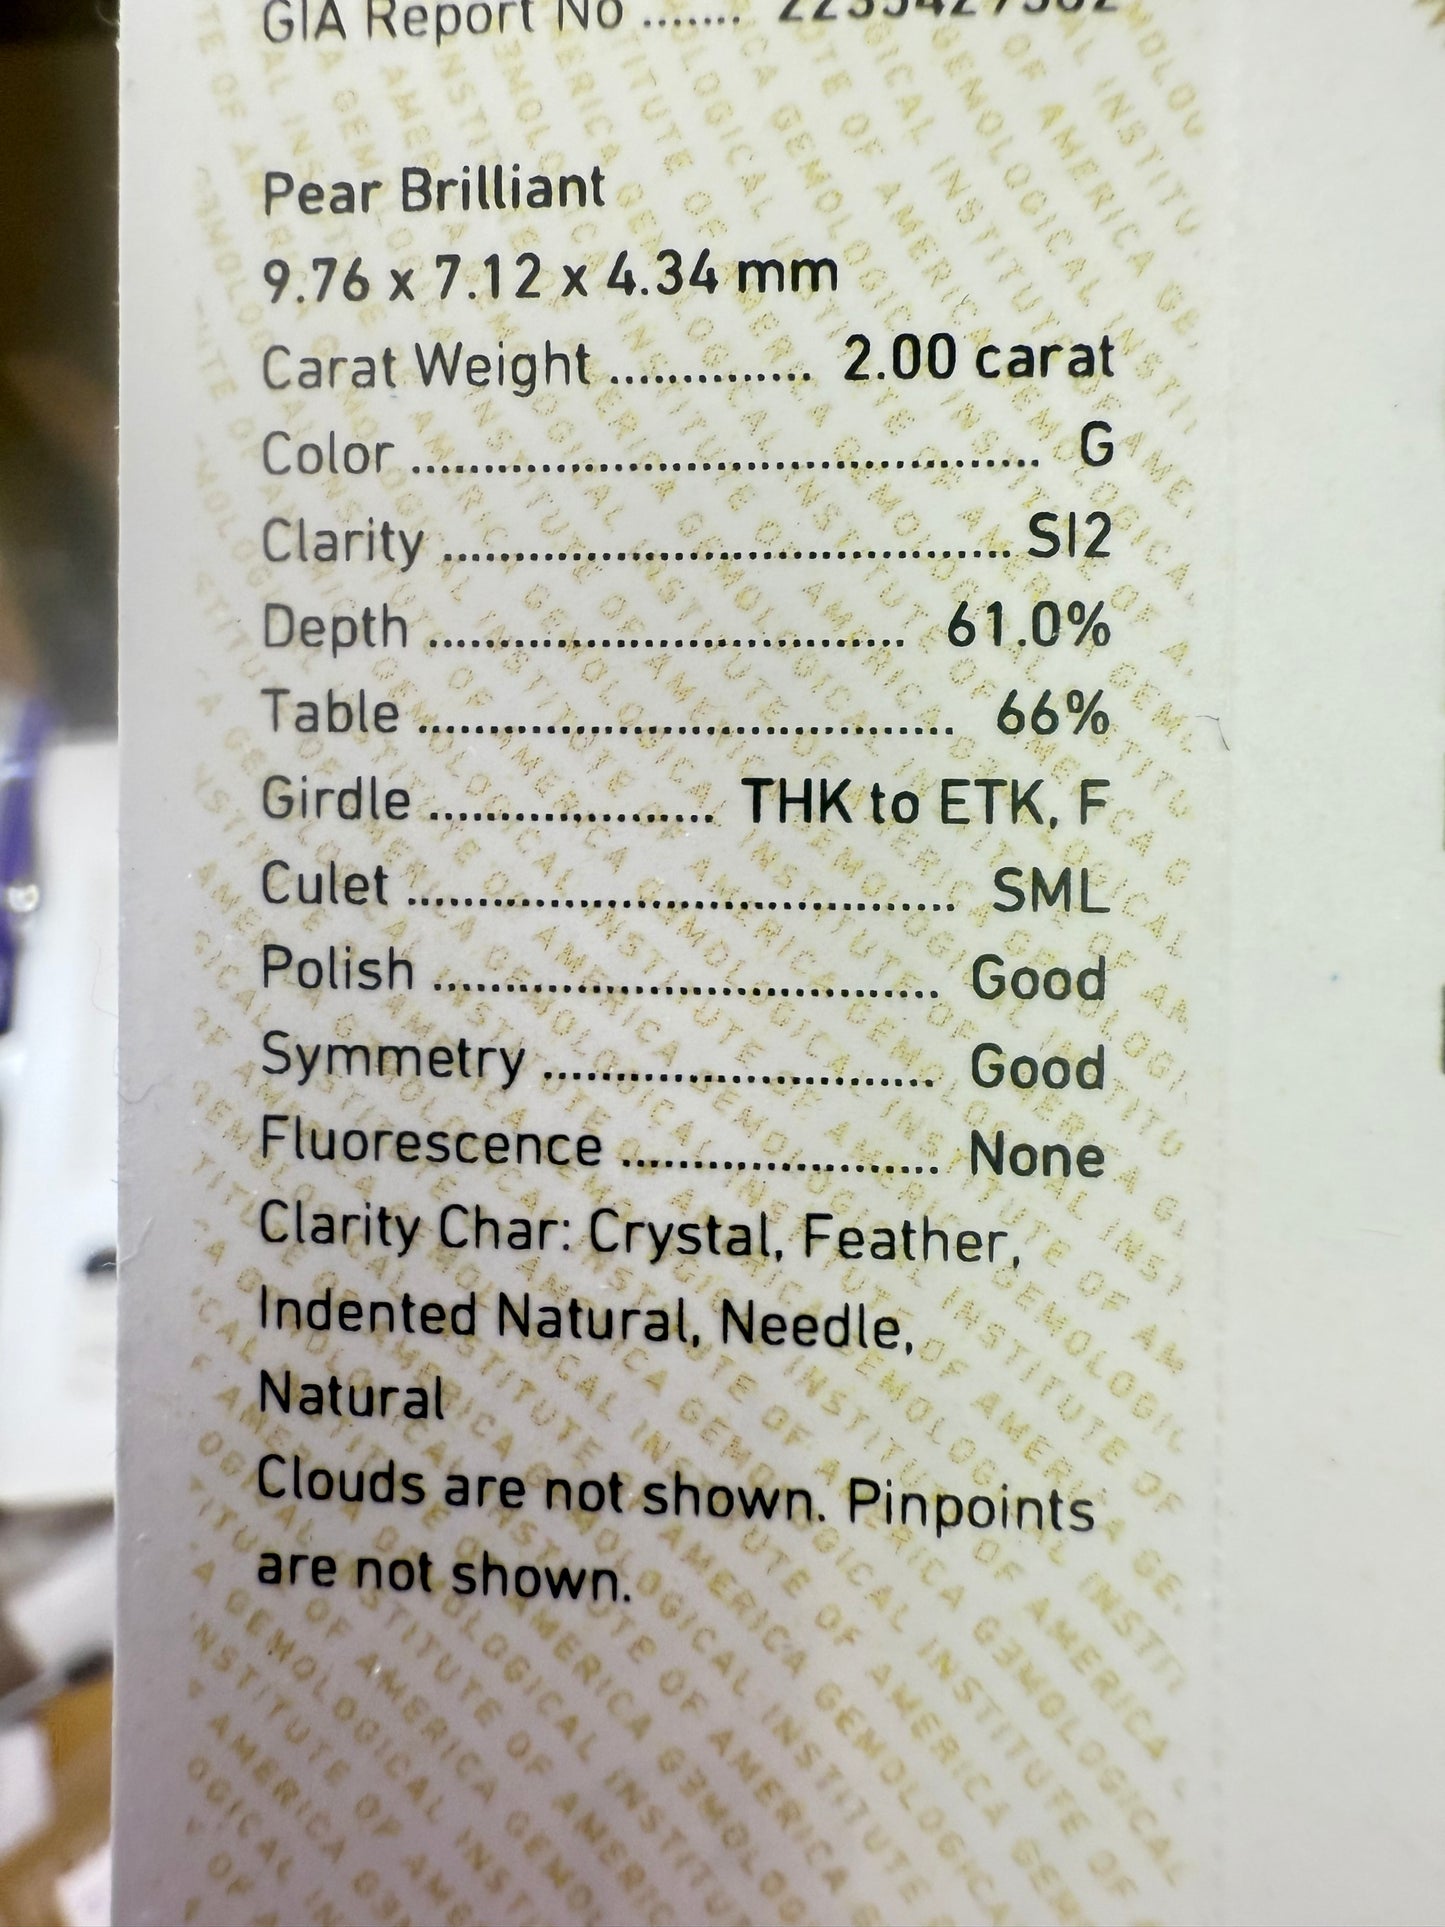 GIA Report No .......
Pear Brilliant
9.76 x 7.12 x 4.34 mm
Carat Weight .............. 2.00 carat
Color ............................................ G
Clarity ........................................ SI2
Depth ................................. 61.0%
Table ..................................... 66%
Girdle .................... THK to ETK, F
Culet ...................................... SML
Polish ................................... Good
Symmetry ........................... Good
Fluorescence ...................... None
Clarity Char: Crystal, Feather,
Indented Natural, Needle,
Natural
Clouds are not shown. Pinpoints
are not shown.